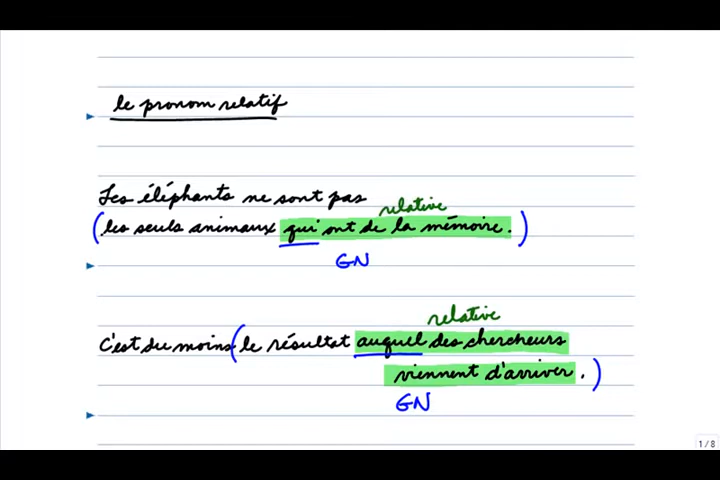 le pronom relatif
Les éléphants ne sont pas
relative
(les seuls animaux qui ont de la mémoire.)
GN
relative
c'est du moins (le résultat auquel des chercheurs
viennent d'arriver.)
GN
1/8